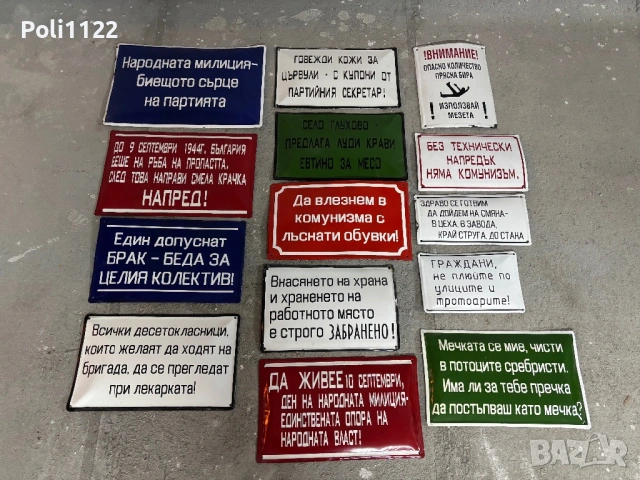 Poli1122
Народната милиция-
биещото сърце
на партията
ДО 9 СЕПТЕМВРИ 1944г. БЪЛГАРИЯ
БЕШЕ НА РЪБА НА ПРОПАСТТА,
СЛЕД ТОВА НАПРАВИ СМЕЛА КРАЧКА
НАПРЕД!
Един допуснат
БРАК - БЕДА ЗА
ЦЕЛИЯ КОЛЕКТИВ!
Всички десетокласници,
които желаят да ходят на
бригада, да се прегледат
при лекарката!
ГОВЕЖДИ КОЖИ ЗА
ЦЪРВУЛИ - С КУПОНИ ОТ
ПАРТИЙНИЯ СЕКРЕТАР!
СЕЛО ГЛУХОВО -
ПРЕДЛАГА ЛУДИ КРАВИ
ЕВТИНО ЗА МЕСО
Да влезнем в
комунизма с
лъснати обувки!
Внасянето на храна
и храненето на
работното място
е строго ЗАБРАНЕНО!
ДА ЖИВЕЕ 10 СЕПТЕМВРИ,
ДЕН НА НАРОДНАТА МИЛИЦИЯ-
ЕДИНСТВЕНАТА ОПОРА НА
НАРОДНАТА ВЛАСТ!
!ВНИМАНИЕ!
ОПАСНО КОЛИЧЕСТВО
ПРЯСНА БИРА
! ИЗПОЛЗВАЙ !
МЕЗЕТА
БЕЗ ТЕХНИЧЕСКИ
НАПРЕДЪК
НЯМА КОМУНИЗЪМ.
ЗДРАВО СЕ ГОТВИМ
ДА ДОЙДЕМ НА СМЯНА-
В ЦЕХА, В ЗАВОДА,
КРАЙ СТРУГА, ДО СТАНА
ГРАЖДАНИ,
не плюйте по
улиците и
тротоарите!
Мечката се мие, чисти
в потоците сребристи.
Има ли за тебе пречка
да постъпваш като мечка?
BAZAR
bg